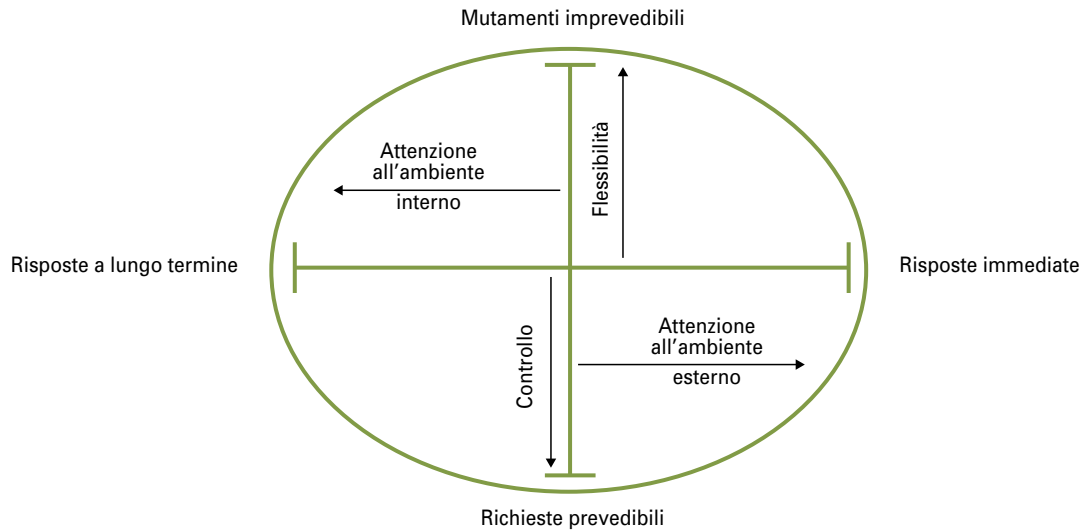 Mutamenti imprevedibili
Attenzione
all'ambiente
interno
Flessibilità
Risposte a lungo termine
Risposte immediate
Controllo
Attenzione
all'ambiente
esterno
Richieste prevedibili